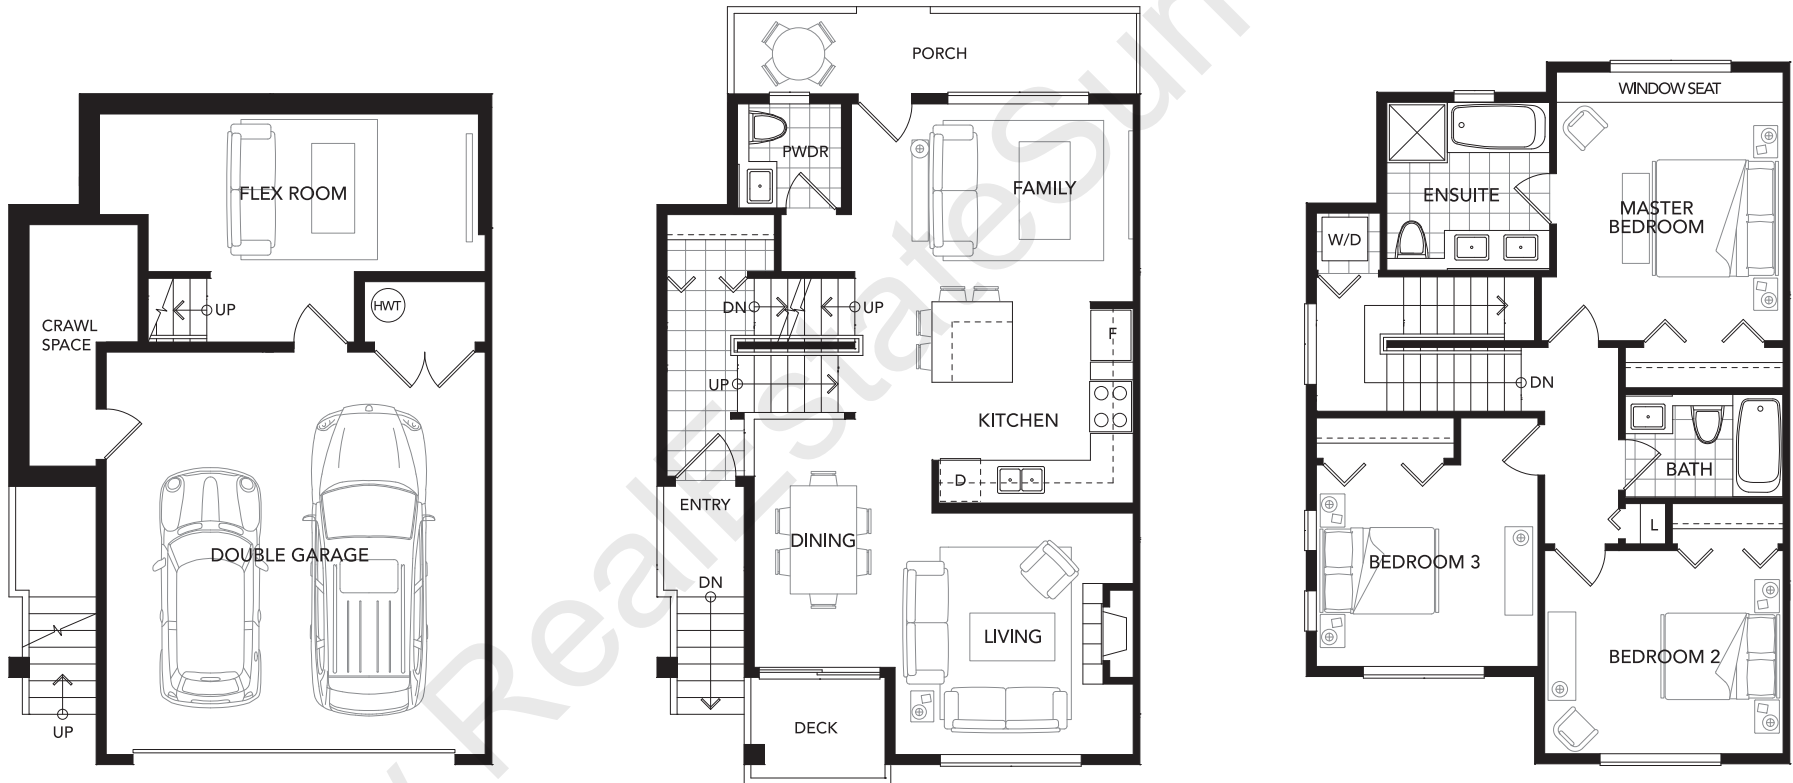 FLEX ROOM
UP
HWT
CRAWL
SPACE
DOUBLE GARAGE
UP
PORCH
PWDR
FAMILY
DN
UP
F
UP
KITCHEN
D
ENTRY
DINING
DN
LIVING
DECK
WINDOW SEAT
ENSUITE
MASTER
BEDROOM
W/D
DN
BATH
L
BEDROOM 3
BEDROOM 2
RealEstateSur